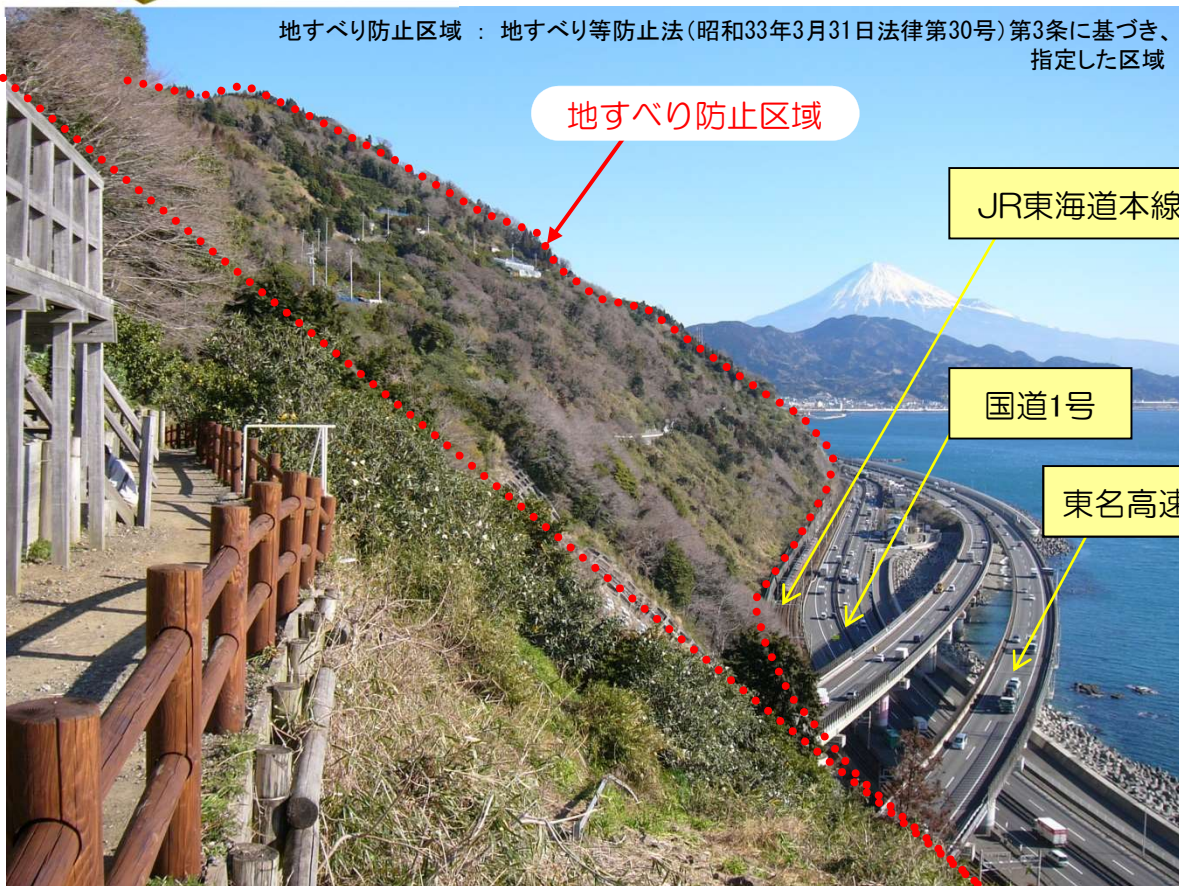 地すべり防止区域 : 地すべり等防止法(昭和33年3月31日法律第30号)第3条に基づき、
指定した区域
地すべり防止区域
JR東海道本線
国道1号
東名高速